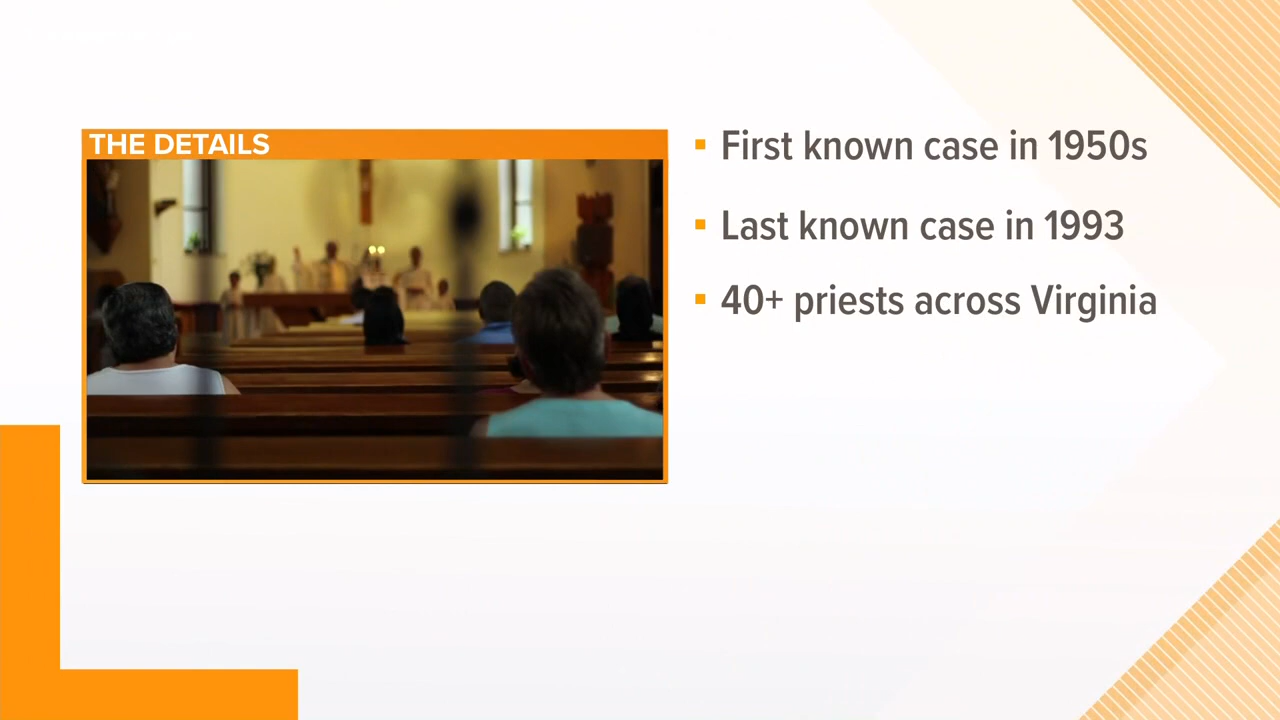 THE DETAILS
First known case in 1950s
Last known case in 1993
40+ priests across Virginia